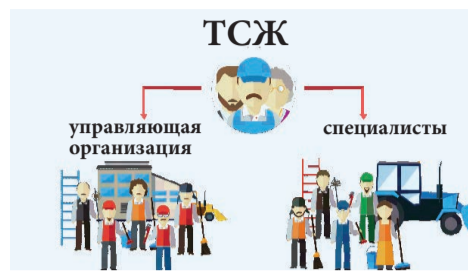 ТСЖ
управляющая
организация
специалисты